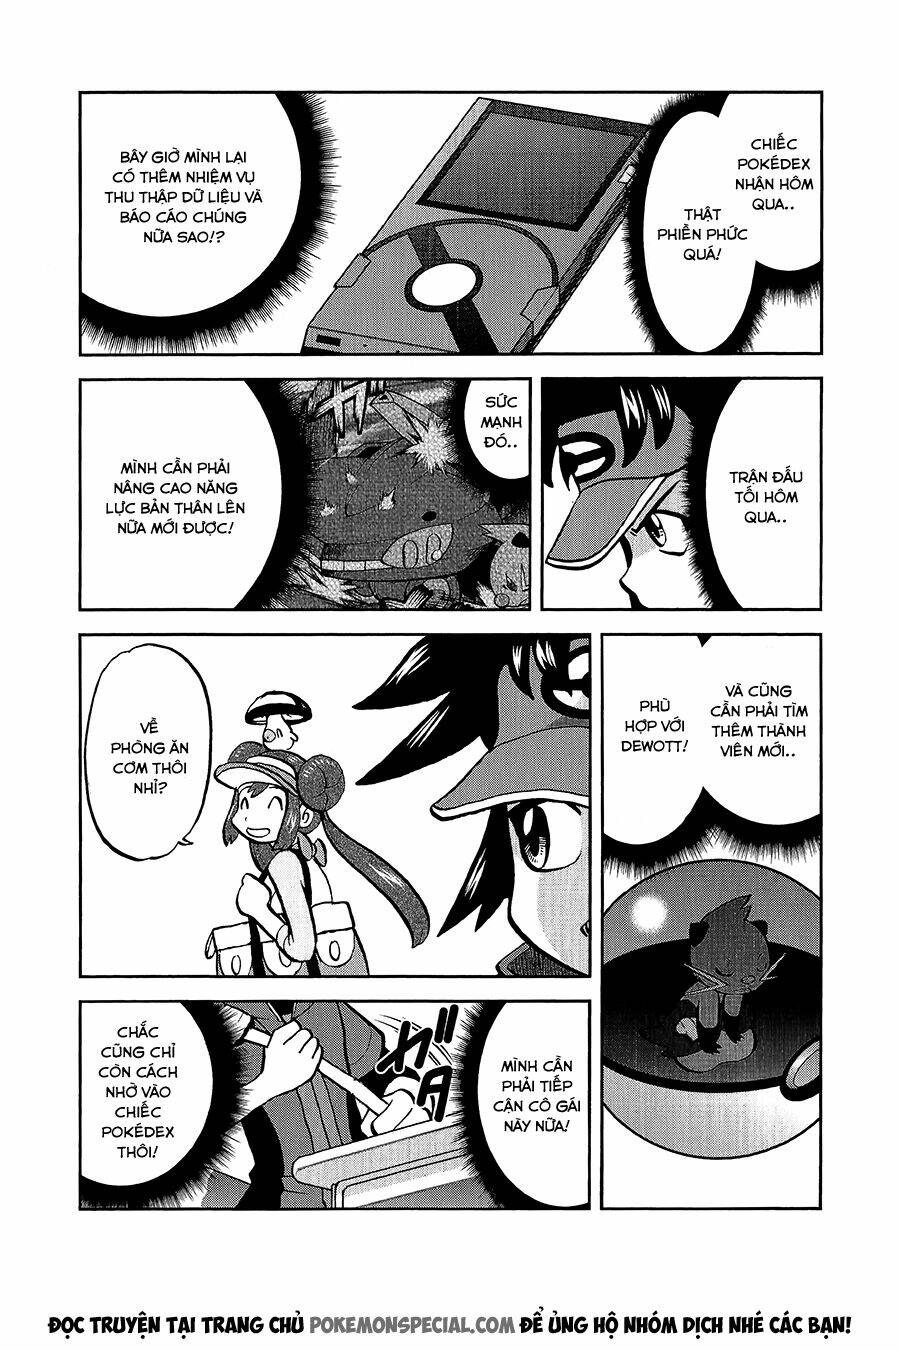 CHIẾC
POKÉDEX
NHẬN HÔM
QUA..
THẬT
PHIỀN PHỨC
QUÁ!
BÂY GIỜ MÌNH LẠI
CÓ THÊM NHIỆM VỤ
THU THẬP DỮ LIỆU VÀ
BÁO CÁO CHÚNG
NỮA SAO!?
TRẬN ĐẤU
TỐI HÔM
QUA..
SỨC
MẠNH
ĐÓ..
MÌNH CẦN PHẢI
NÂNG CAO NĂNG
LỰC BẢN THÂN LÊN
NỮA MỚI ĐƯỢC!
VÀ CŨNG
CẦN PHẢI TÌM
THÊM THÀNH
VIÊN MỚI..
PHÙ
HỢP VỚI
DEWOTT!
VỀ
PHÒNG ĂN
CƠM THÔI
NHỈ?
MÌNH CẦN
PHẢI TIẾP
CẬN CÔ GÁI
NÀY NỮA!
CHẮC
CŨNG CHỈ
CÒN CÁCH
NHỜ VÀO
CHIẾC
POKÉDEX
THÔI!
ĐỌC TRUYỆN TẠI TRANG CHỦ POKEMONSPECIAL.COM ĐỂ ỦNG HỘ NHÓM DỊCH NHÉ CÁC BẠN!